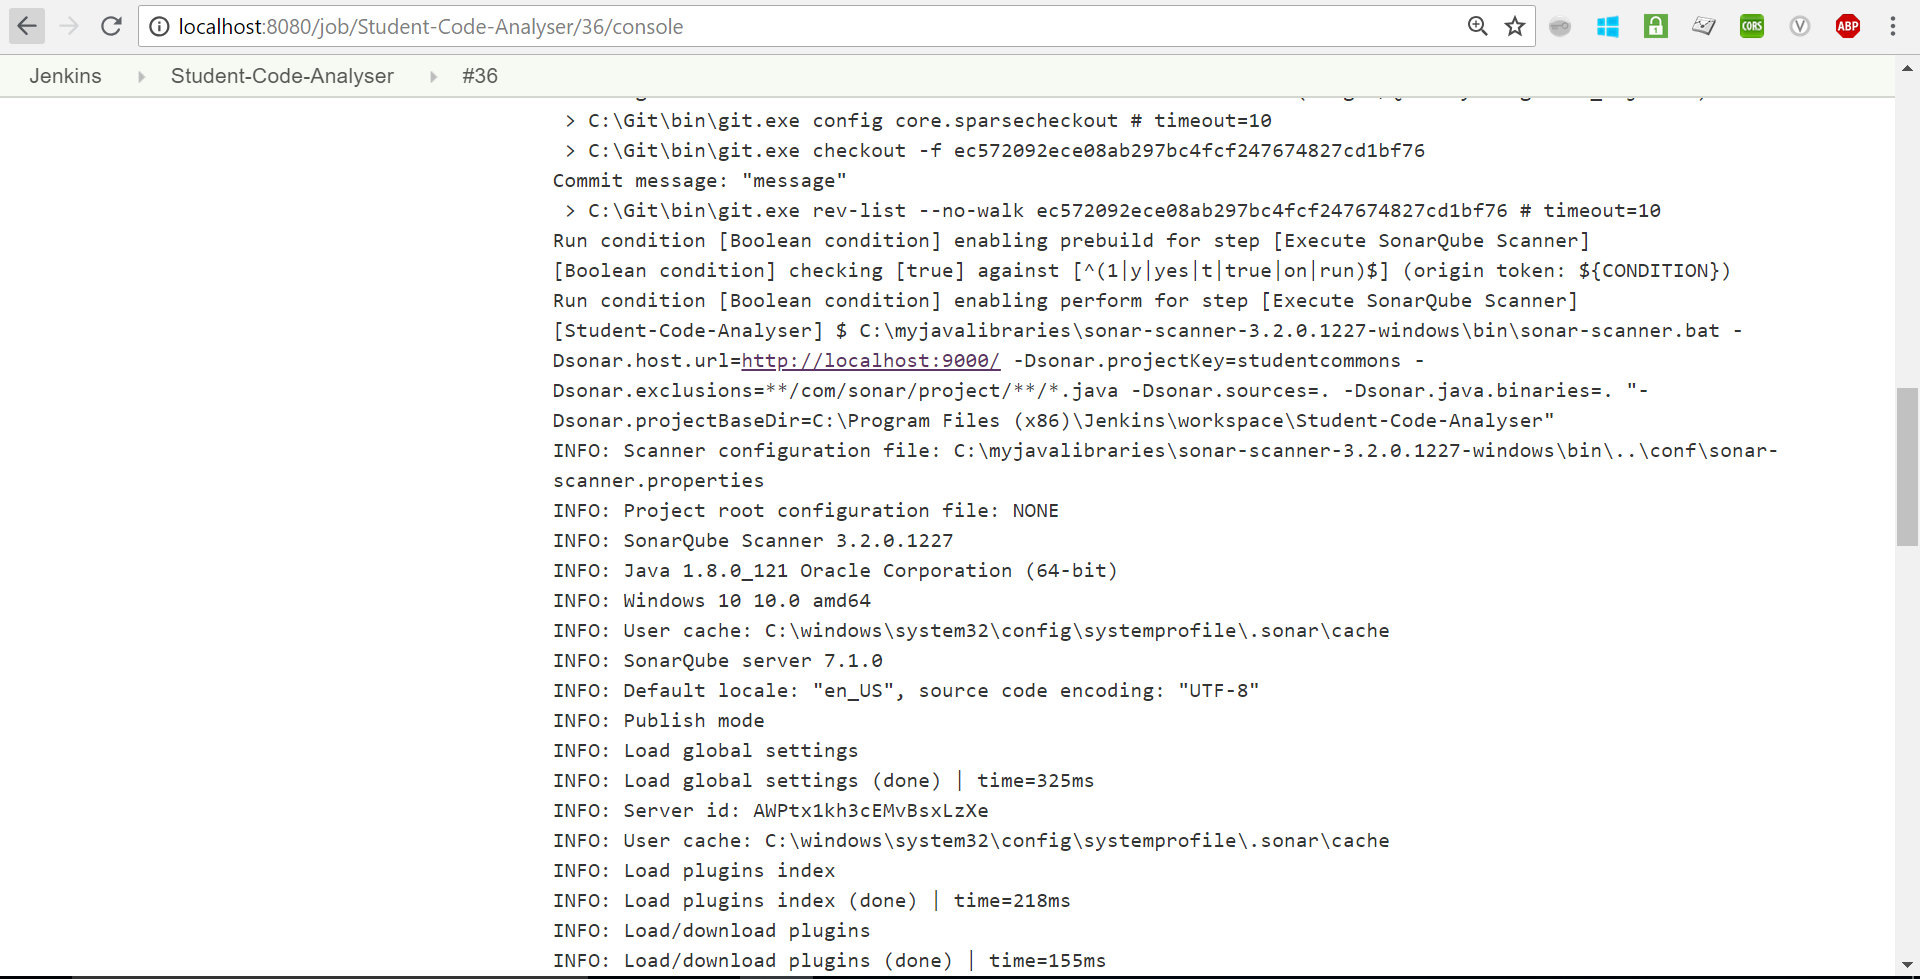 localhost:8080/job/Student-Code-Analyser/36/console
CORS
V
ABP
Jenkins
Student-Code-Analyser
#36
> C:\Git\bin\git.exe config core.sparsecheckout # timeout=10
> C:\Git\bin\git.exe checkout -f ec572092ece08ab297bc4fcf247674827cd1bf76
Commit message: "message"
> C:\Git\bin\git.exe rev-list --no-walk ec572092ece08ab297bc4fcf247674827cd1bf76 # timeout=10
Run condition [Boolean condition] enabling prebuild for step [Execute SonarQube Scanner]
[Boolean condition] checking [true] against [^(1|y|yes|t|true|on|run)$] (origin token: ${CONDITION})
Run condition [Boolean condition] enabling perform for step [Execute SonarQube Scanner]
[Student-Code-Analyser] $ C:\myjavalibraries\sonar-scanner-3.2.0.1227-windows\bin\sonar-scanner.bat -
Dsonar.host.url=http://localhost:9000/ -Dsonar.projectKey=studentcommons -
Dsonar.exclusions=**/com/sonar/project/**/*.java -Dsonar.sources=. -Dsonar.java.binaries=. "-
Dsonar.projectBaseDir=C:\Program Files (x86)\Jenkins\workspace\Student-Code-Analyser"
INFO: Scanner configuration file: C:\myjavalibraries\sonar-scanner-3.2.0.1227-windows\bin\..\conf\sonar-
scanner.properties
INFO: Project root configuration file: NONE
INFO: SonarQube Scanner 3.2.0.1227
INFO: Java 1.8.0_121 Oracle Corporation (64-bit)
INFO: Windows 10 10.0 amd64
INFO: User cache: C:\windows\system32\config\systemprofile\.sonar\cache
INFO: SonarQube server 7.1.0
INFO: Default locale: "en_US", source code encoding: "UTF-8"
INFO: Publish mode
INFO: Load global settings
INFO: Load global settings (done) | time=325ms
INFO: Server id: AWPtx1kh3cEMvBsxLzXe
INFO: User cache: C:\windows\system32\config\systemprofile\.sonar\cache
INFO: Load plugins index
INFO: Load plugins index (done) | time=218ms
INFO: Load/download plugins
INFO: Load/download plugins (done) | time=155ms